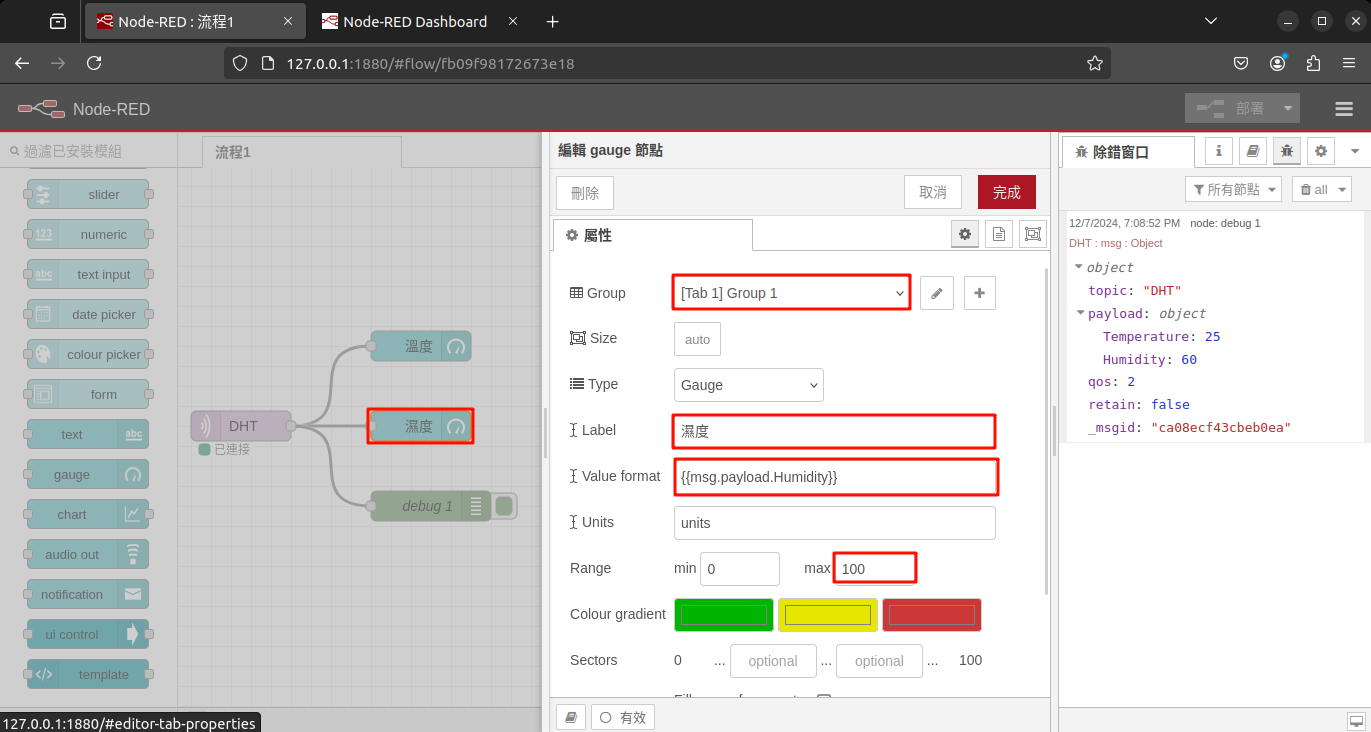 Node-RED : 流程1
Node-RED Dashboard
127.0.0.1:1880/#flow/fb09f98172673e18
Node-RED
部署
過濾已安裝模組
slider
123 numeric
abc text input
date picker
colour picker
form
text abc
gauge
chart
audio out
notification
ui control
</> template
127.0.0.1:1880/#editor-tab-properties
流程1
溫度
DHT
已連接
濕度
debug 1
編輯 gauge 節點
刪除
取消
完成
屬性
Group
[Tab 1] Group 1
Size
auto
Type
Gauge
Label
濕度
Value format
{{msg.payload.Humidity}}
Units
units
Range
min 0
max 100
Colour gradient
Sectors
0 ... optional ... optional ... 100
有效
除錯窗口
i
所有節點
all
12/7/2024, 7:08:52 PM node: debug 1
DHT : msg : Object
object
topic: "DHT"
payload: object
Temperature: 25
Humidity: 60
qos: 2
retain: false
_msgid: "ca08ecf43cbeb0ea"